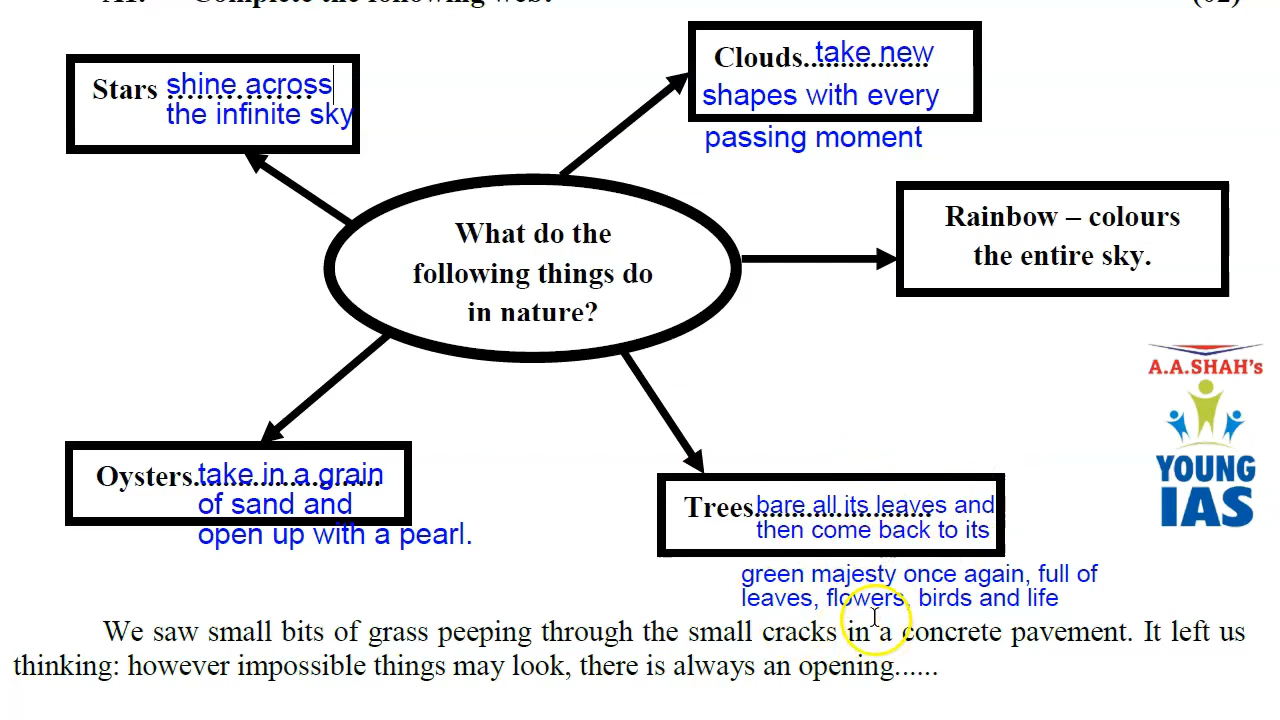 Stars ............... shine across
the infinite sky
Clouds................. take new
shapes with every
passing moment
What do the
following things do
in nature?
Rainbow – colours
the entire sky.
Oysters...................... take in a grain
of sand and
open up with a pearl.
Trees..................... bare all its leaves and
then come back to its
green majesty once again, full of
leaves, flowers, birds and life
A.A.SHAH's
YOUNG
IAS
We saw small bits of grass peeping through the small cracks in a concrete pavement. It left us
thinking: however impossible things may look, there is always an opening......